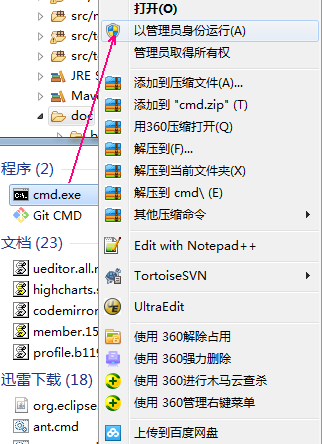 src/m
src/t
src/t
JRE S
Mave
doc
b
程序 (2)
cmd.exe
Git CMD
文档 (23)
ueditor.all.m
highcharts.s
codemirror
member.15
profile.b119
迅雷下载 (18)
org.eclipse
ant.cmd
打开(O)
以管理员身份运行(A)
管理员取得所有权
添加到压缩文件(A)...
添加到 "cmd.zip" (T)
用360压缩打开(Q)
解压到(F)...
解压到当前文件夹(X)
解压到 cmd\ (E)
其他压缩命令
Edit with Notepad++
TortoiseSVN
UltraEdit
使用 360解除占用
使用 360强力删除
使用 360进行木马云查杀
使用 360管理右键菜单
上传到百度网盘